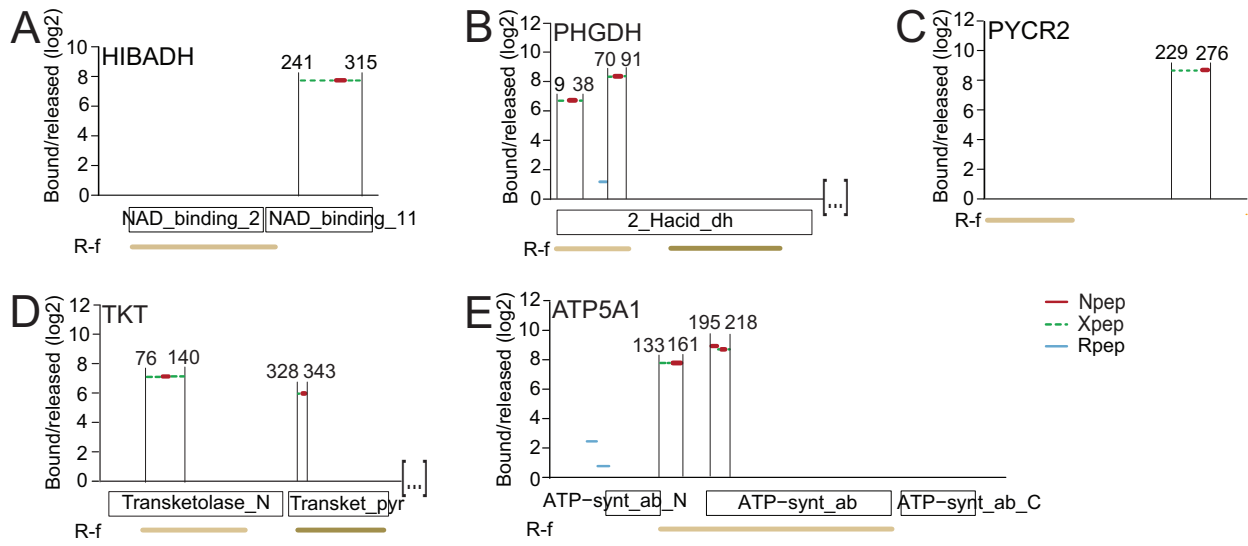 A
HIBADH
Bound/released (log2)
10
8
6
4
2
0
241 315
NAD_binding_2 NAD_binding_11
R-f
B
PHGDH
Bound/released (log2)
12
10
8
6
4
2
0
9 38
70 91
[...]
2_Hacid_dh
R-f
C
PYCR2
Bound/released (log2)
12
10
8
6
4
2
0
229 276
R-f
D
TKT
Bound/released (log2)
12
10
8
6
4
2
0
76 140
328 343
[...]
Transketolase_N Transket_pyr
R-f
E
ATP5A1
Bound/released (log2)
12
10
8
6
4
2
0
133 161
195 218
ATP−synt_ab_N ATP−synt_ab ATP−synt_ab_C
R-f
Npep
Xpep
Rpep